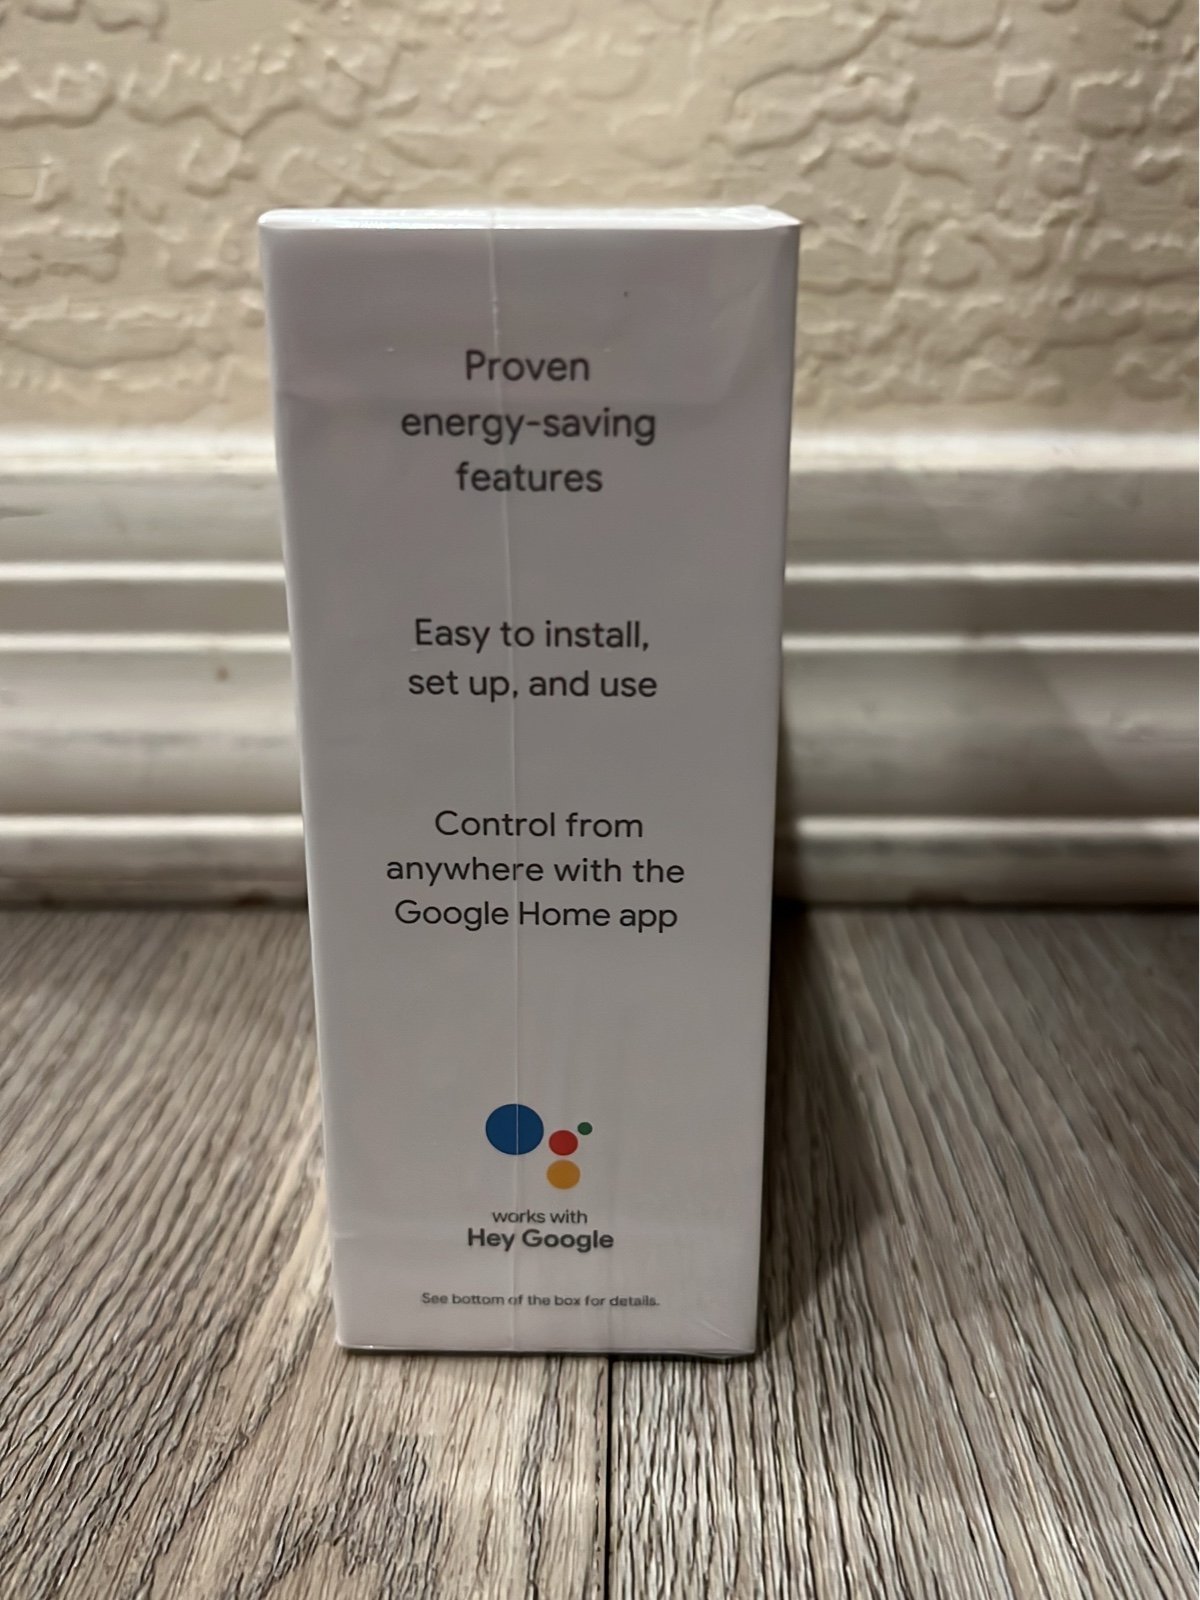 Proven
energy-saving
features
Easy to install,
set up, and use
Control from
anywhere with the
Google Home app
works with
Hey Google
See bottom of the box for details.